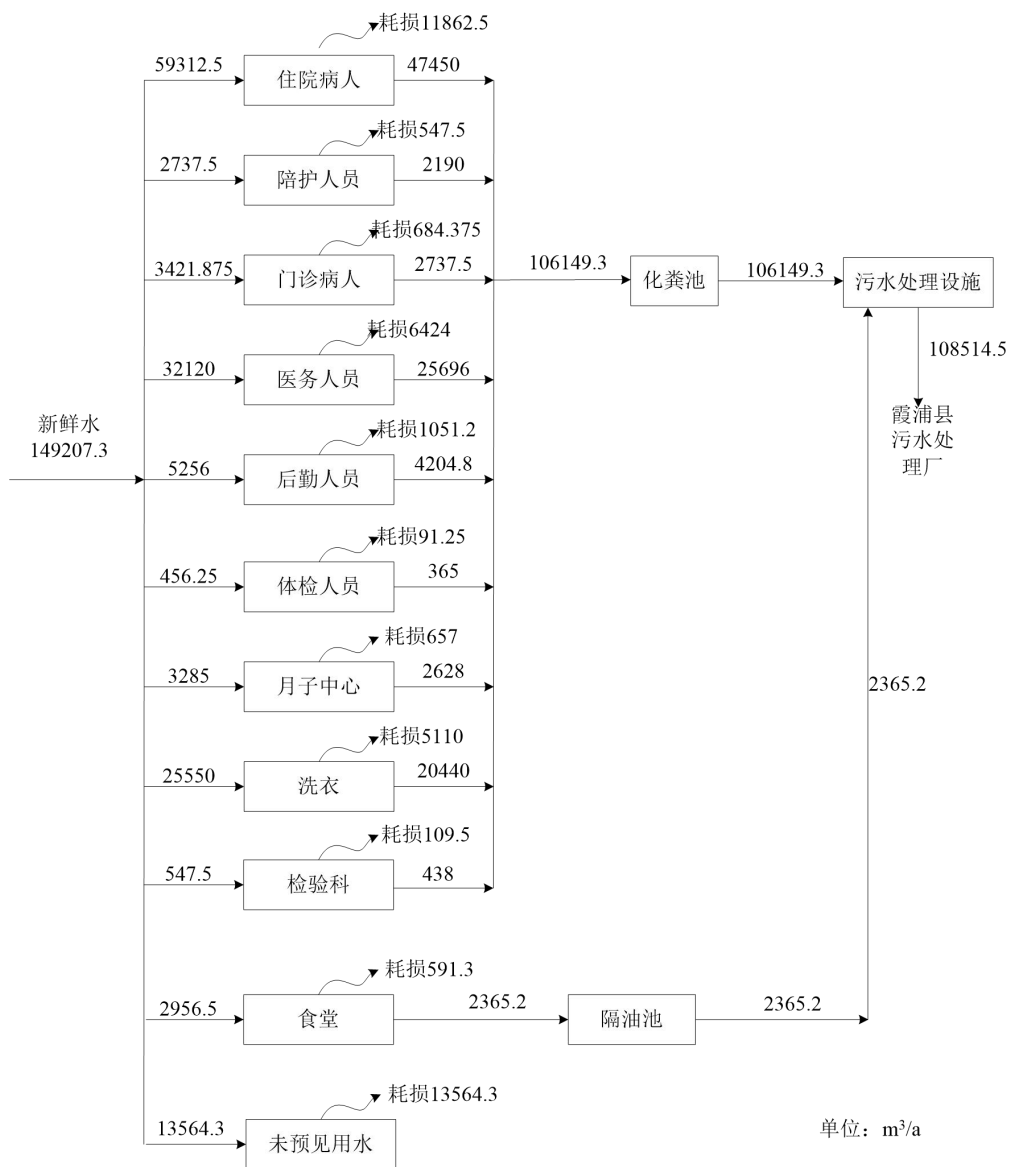 耗损11862.5
59312.5
住院病人
47450
耗损547.5
2737.5
陪护人员
2190
耗损684.375
3421.875
门诊病人
2737.5
106149.3
化粪池
106149.3
污水处理设施
耗损6424
32120
医务人员
25696
108514.5
霞浦县
污水处
理厂
新鲜水
149207.3
耗损1051.2
5256
后勤人员
4204.8
耗损91.25
456.25
体检人员
365
耗损657
3285
月子中心
2628
2365.2
耗损5110
25550
洗衣
20440
耗损109.5
547.5
检验科
438
耗损591.3
2956.5
食堂
2365.2
隔油池
2365.2
耗损13564.3
13564.3
未预见用水
单位：m³/a